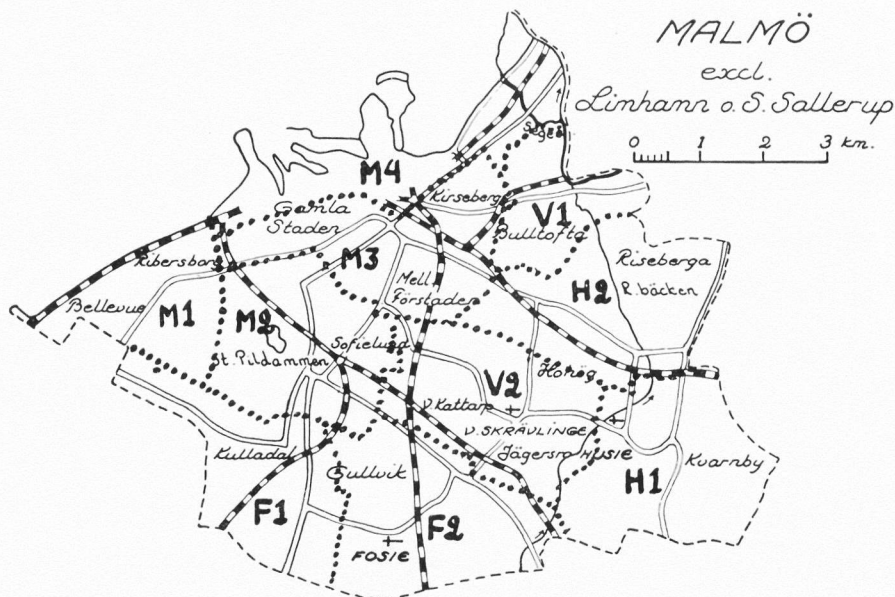 MALMÖ
excl.
Limhamn o. S. Sallerup
0 1 2 3 km.
Sege
M4
Kirseberg
Gamla
Staden
V1
Bulltofta
Ribersborg
M3
Riseberga
R.bäcken
Mell.
Förstaden
H2
Bellevue
M1
M2
Sofielund
St. Pildammen
V2
Hohög
V. Kattarp
V. SKRÄVLINGE
Jägersro
HUSIE
Kulladal
Gullvik
H1
Kvarnby
F1
F2
FOSIE